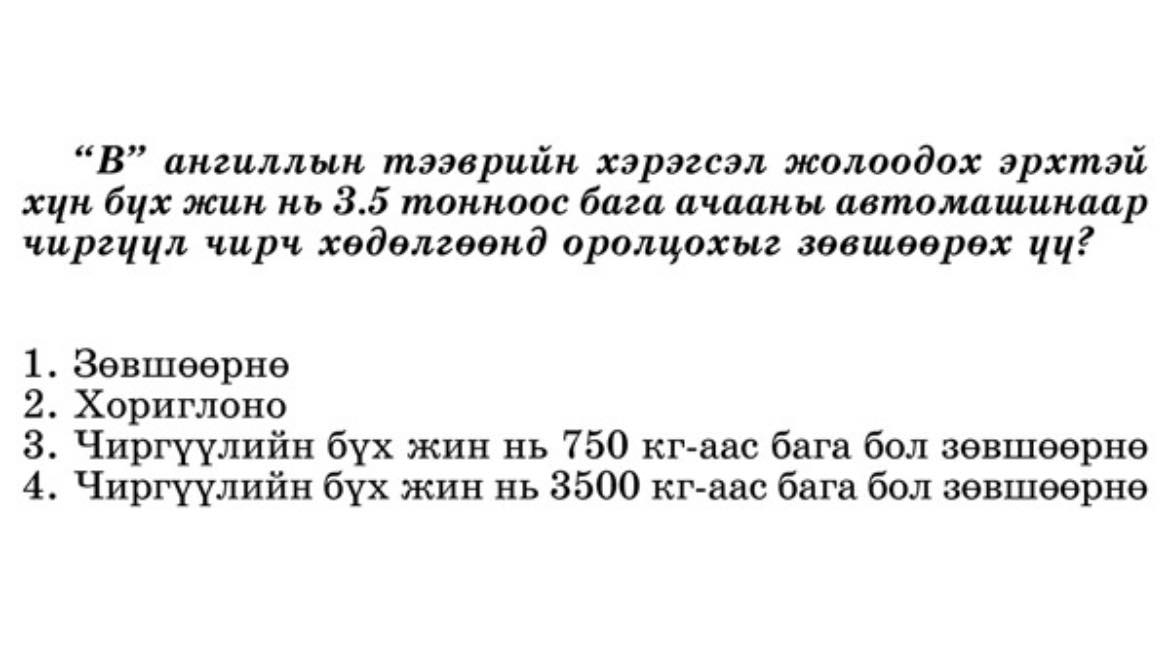 “В” ангиллын тээврийн хэрэгсэл жолоодох эрхтэй
хүн бүх жин нь 3.5 тонноос бага ачааны автомашинаар
чиргүүл чирч хөдөлгөөнд оролцохыг зөвшөөрөх үү?
1. Зөвшөөрнө
2. Хориглоно
3. Чиргүүлийн бүх жин нь 750 кг-аас бага бол зөвшөөрнө
4. Чиргүүлийн бүх жин нь 3500 кг-аас бага бол зөвшөөрнө